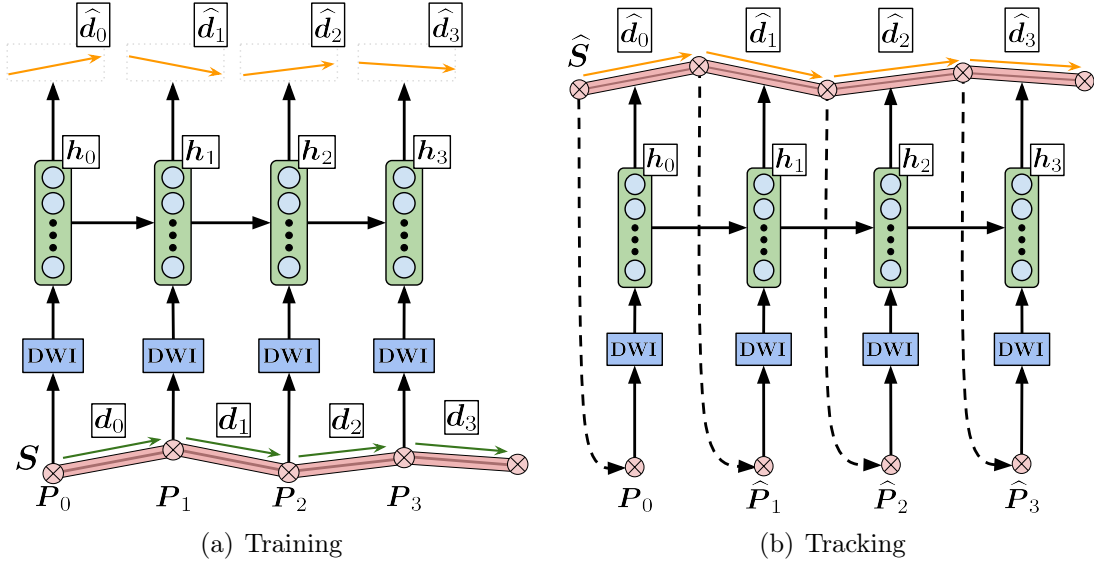 d̂₀ d̂₁ d̂₂ d̂₃
h₀ h₁ h₂ h₃
DWI DWI DWI DWI
d₀ d₁ d₂ d₃
S
P₀ P₁ P₂ P₃
(a) Training
d̂₀ d̂₁ d̂₂ d̂₃
Ŝ
h₀ h₁ h₂ h₃
DWI DWI DWI DWI
P₀ P̂₁ P̂₂ P̂₃
(b) Tracking